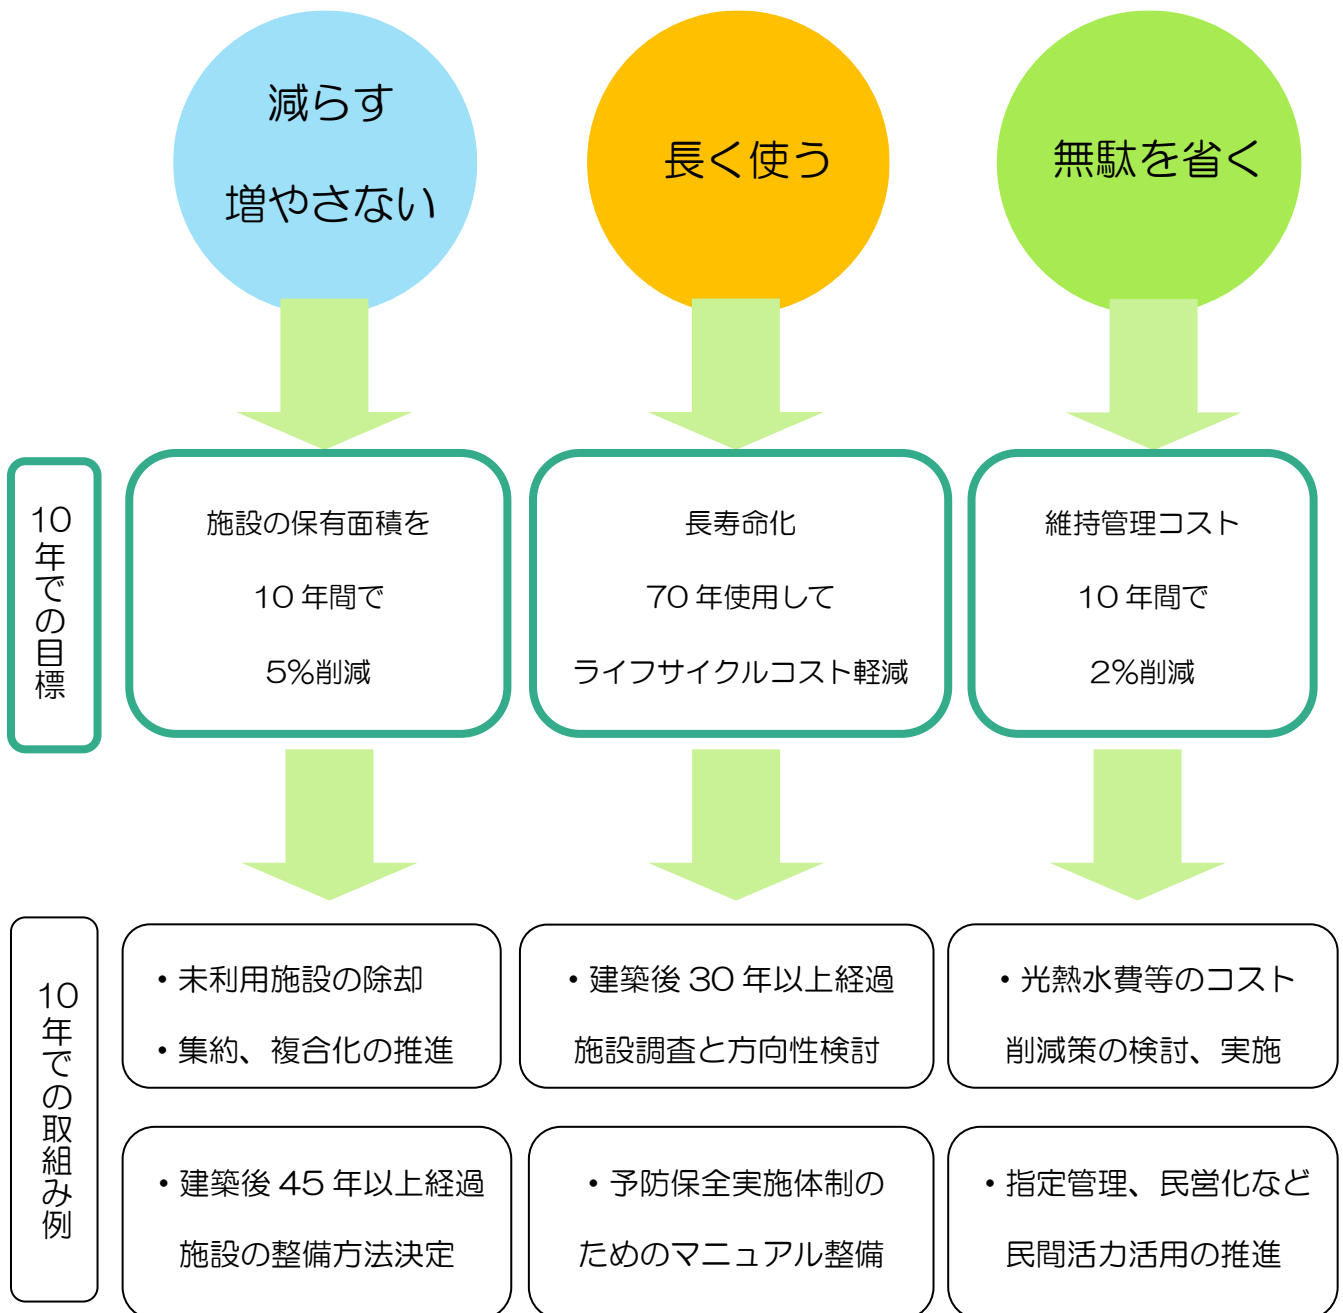 減らす
増やさない
長く使う
無駄を省く
10年での目標
施設の保有面積を
10年間で
5%削減
長寿命化
70年使用して
ライフサイクルコスト軽減
維持管理コスト
10年間で
2%削減
10年での取組み例
・未利用施設の除却
・集約、複合化の推進
・建築後30年以上経過
施設調査と方向性検討
・光熱水費等のコスト
削減策の検討、実施
・建築後45年以上経過
施設の整備方法決定
・予防保全実施体制の
ためのマニュアル整備
・指定管理、民営化など
民間活力活用の推進